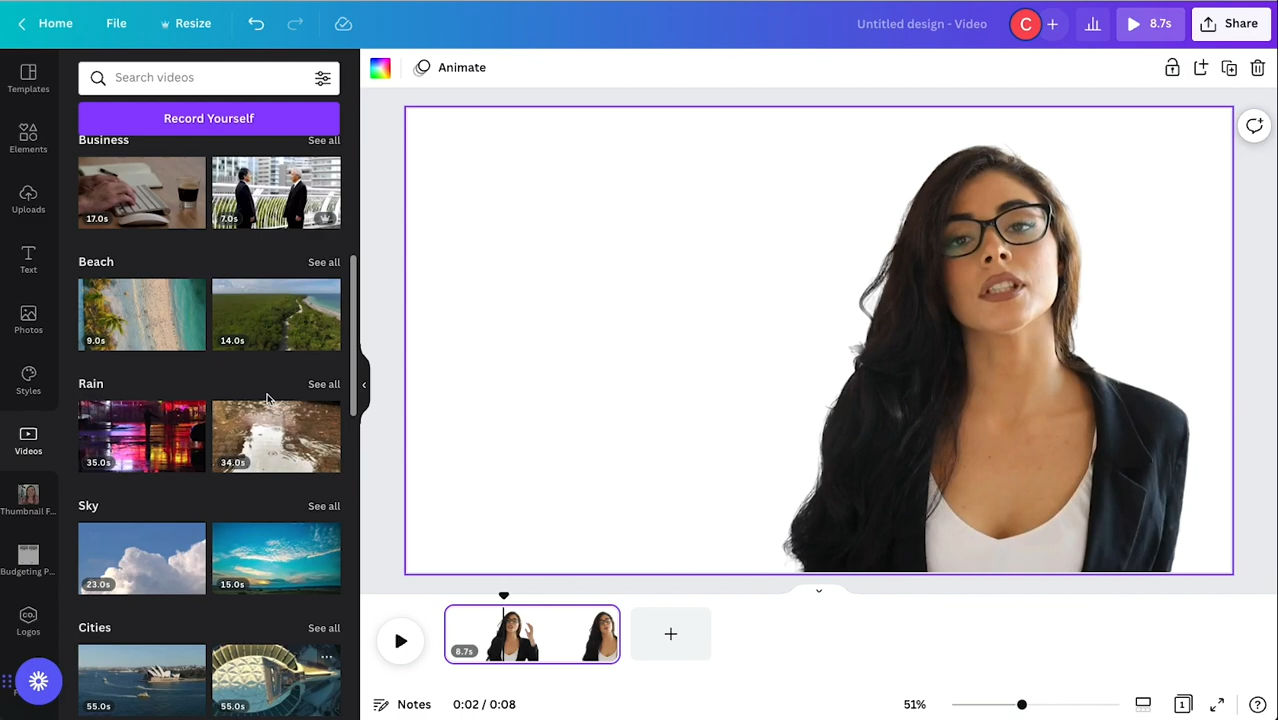 Home File Resize Untitled design - Video C 8.7s Share
Templates
Elements
Uploads
Text
Photos
Styles
Videos
Thumbnail F...
Budgeting P...
co.
Logos
Search videos
Record Yourself
Business See all
17.0s 7.0s
Beach See all
9.0s 14.0s
Rain See all
35.0s 34.0s
Sky See all
23.0s 15.0s
Cities See all
55.0s 55.0s
Animate
8.7s
Notes 0:02 / 0:08 51% 1